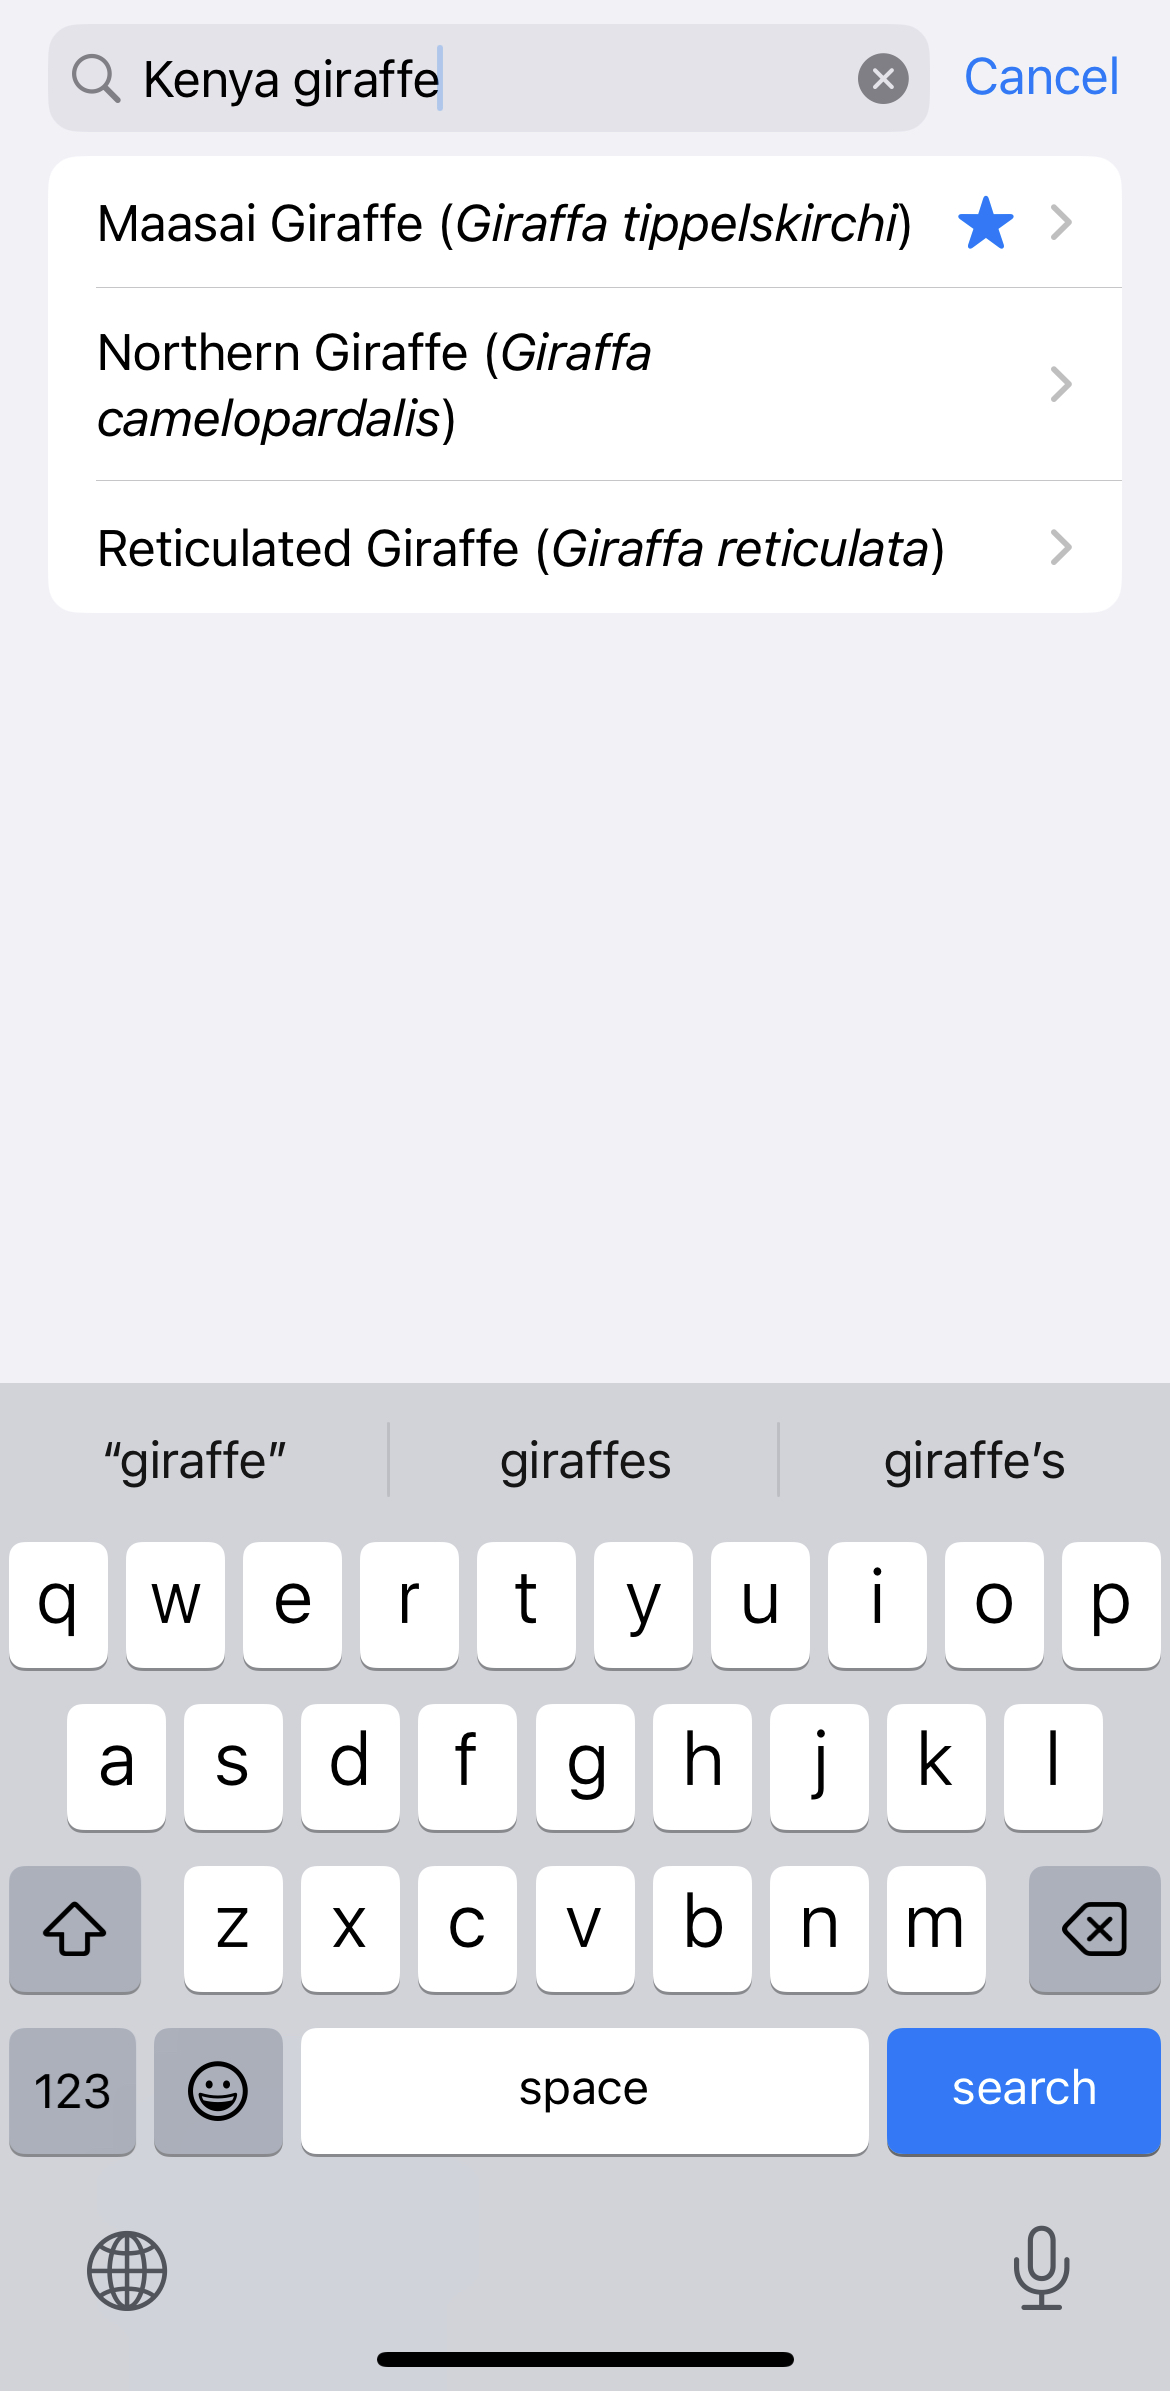 Kenya giraffe
Cancel
Maasai Giraffe (Giraffa tippelskirchi)
Northern Giraffe (Giraffa
camelopardalis)
Reticulated Giraffe (Giraffa reticulata)
“giraffe” giraffes giraffe’s
q w e r t y u i o p
a s d f g h j k l
z x c v b n m
123 space search